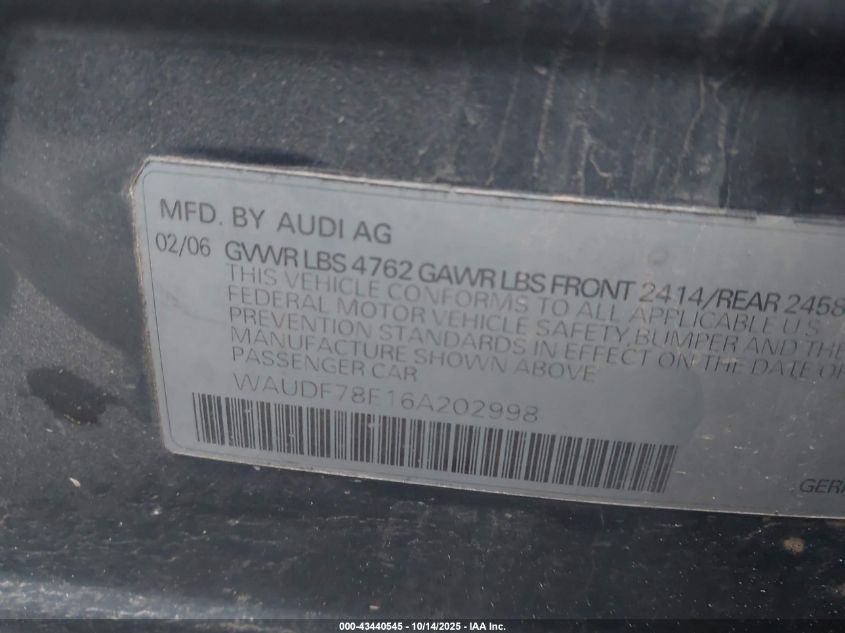 MFD. BY AUDI AG
02/06 GVWR LBS 4762 GAWR LBS FRONT 2414/REAR 2458
THIS VEHICLE CONFORMS TO ALL APPLICABLE U.S.
FEDERAL MOTOR VEHICLE SAFETY, BUMPER AND THE
PREVENTION STANDARDS IN EFFECT ON THE DATE OF
MANUFACTURE SHOWN ABOVE
PASSENGER CAR
WAUDF78E16A202998
GER
000-43440545 - 10/14/2025 - IAA Inc.